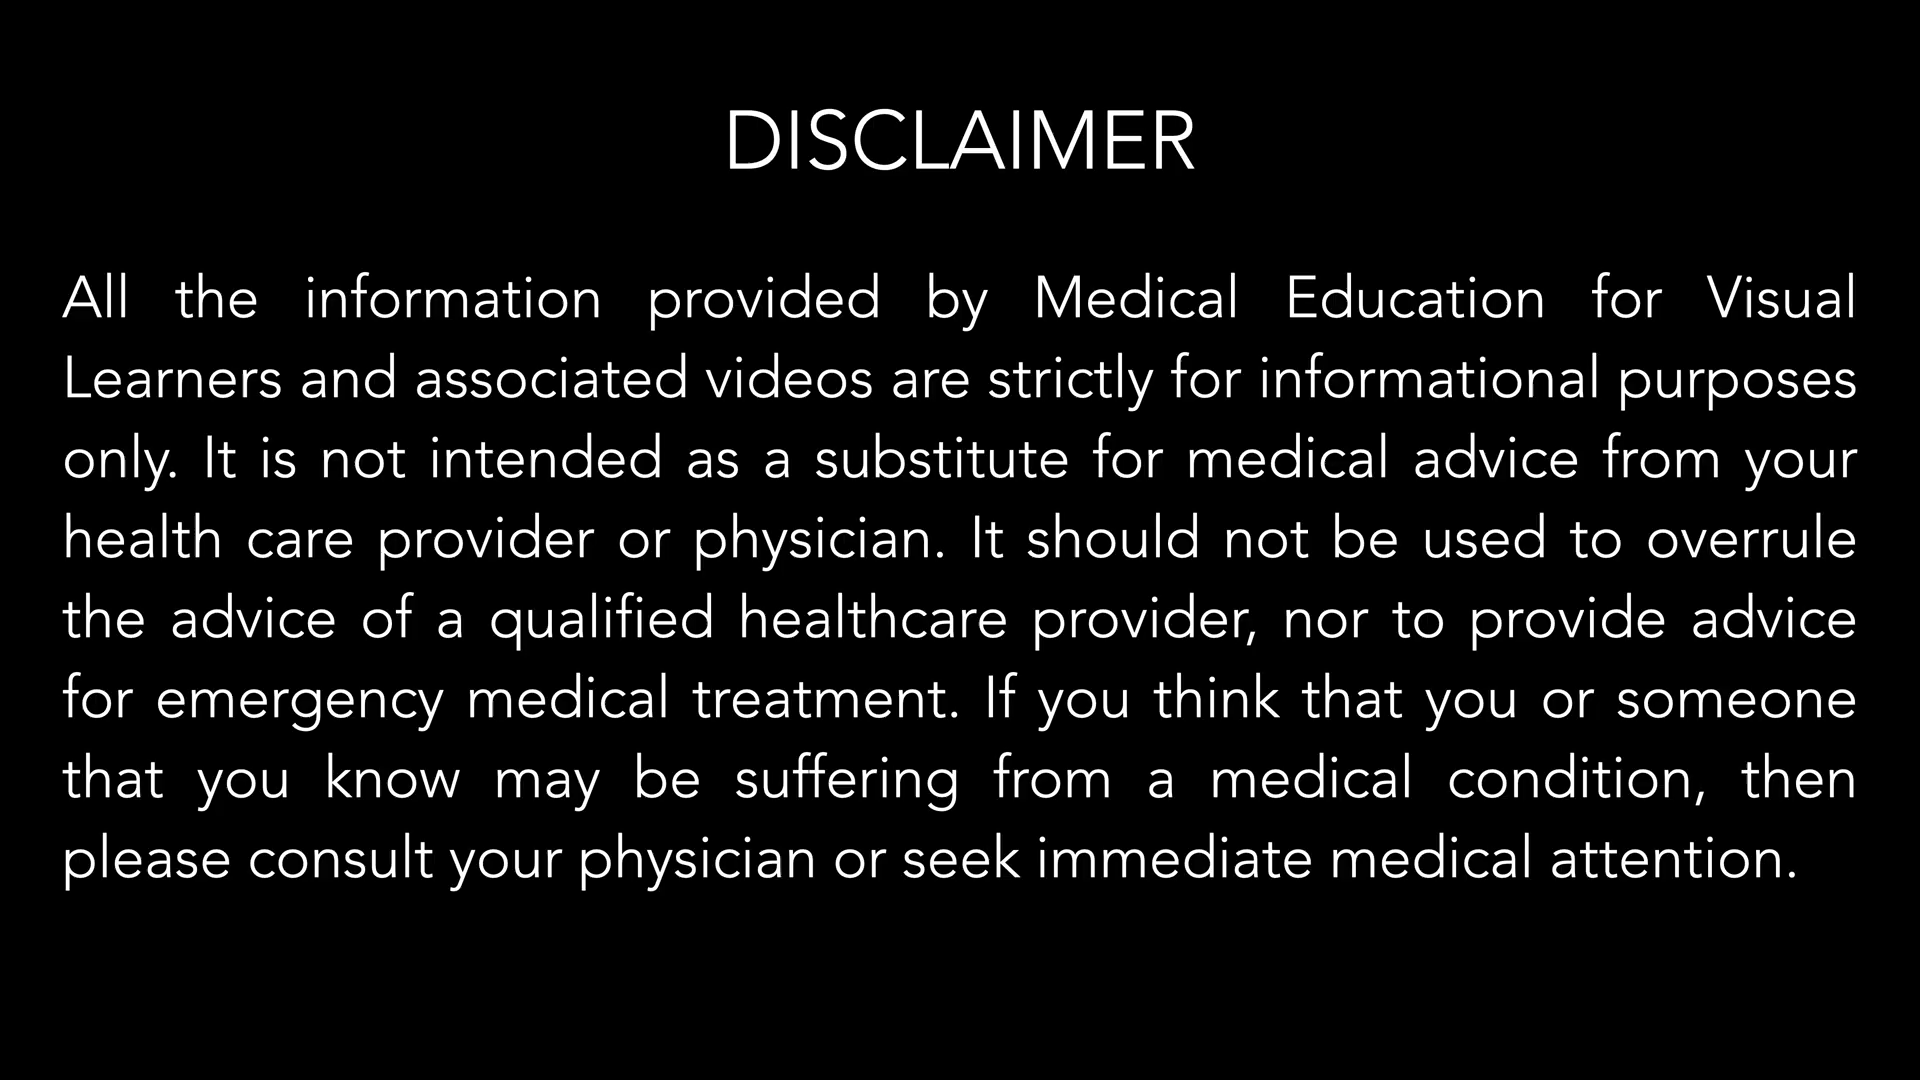 DISCLAIMER
All the information provided by Medical Education for Visual
Learners and associated videos are strictly for informational purposes
only. It is not intended as a substitute for medical advice from your
health care provider or physician. It should not be used to overrule
the advice of a qualified healthcare provider, nor to provide advice
for emergency medical treatment. If you think that you or someone
that you know may be suffering from a medical condition, then
please consult your physician or seek immediate medical attention.